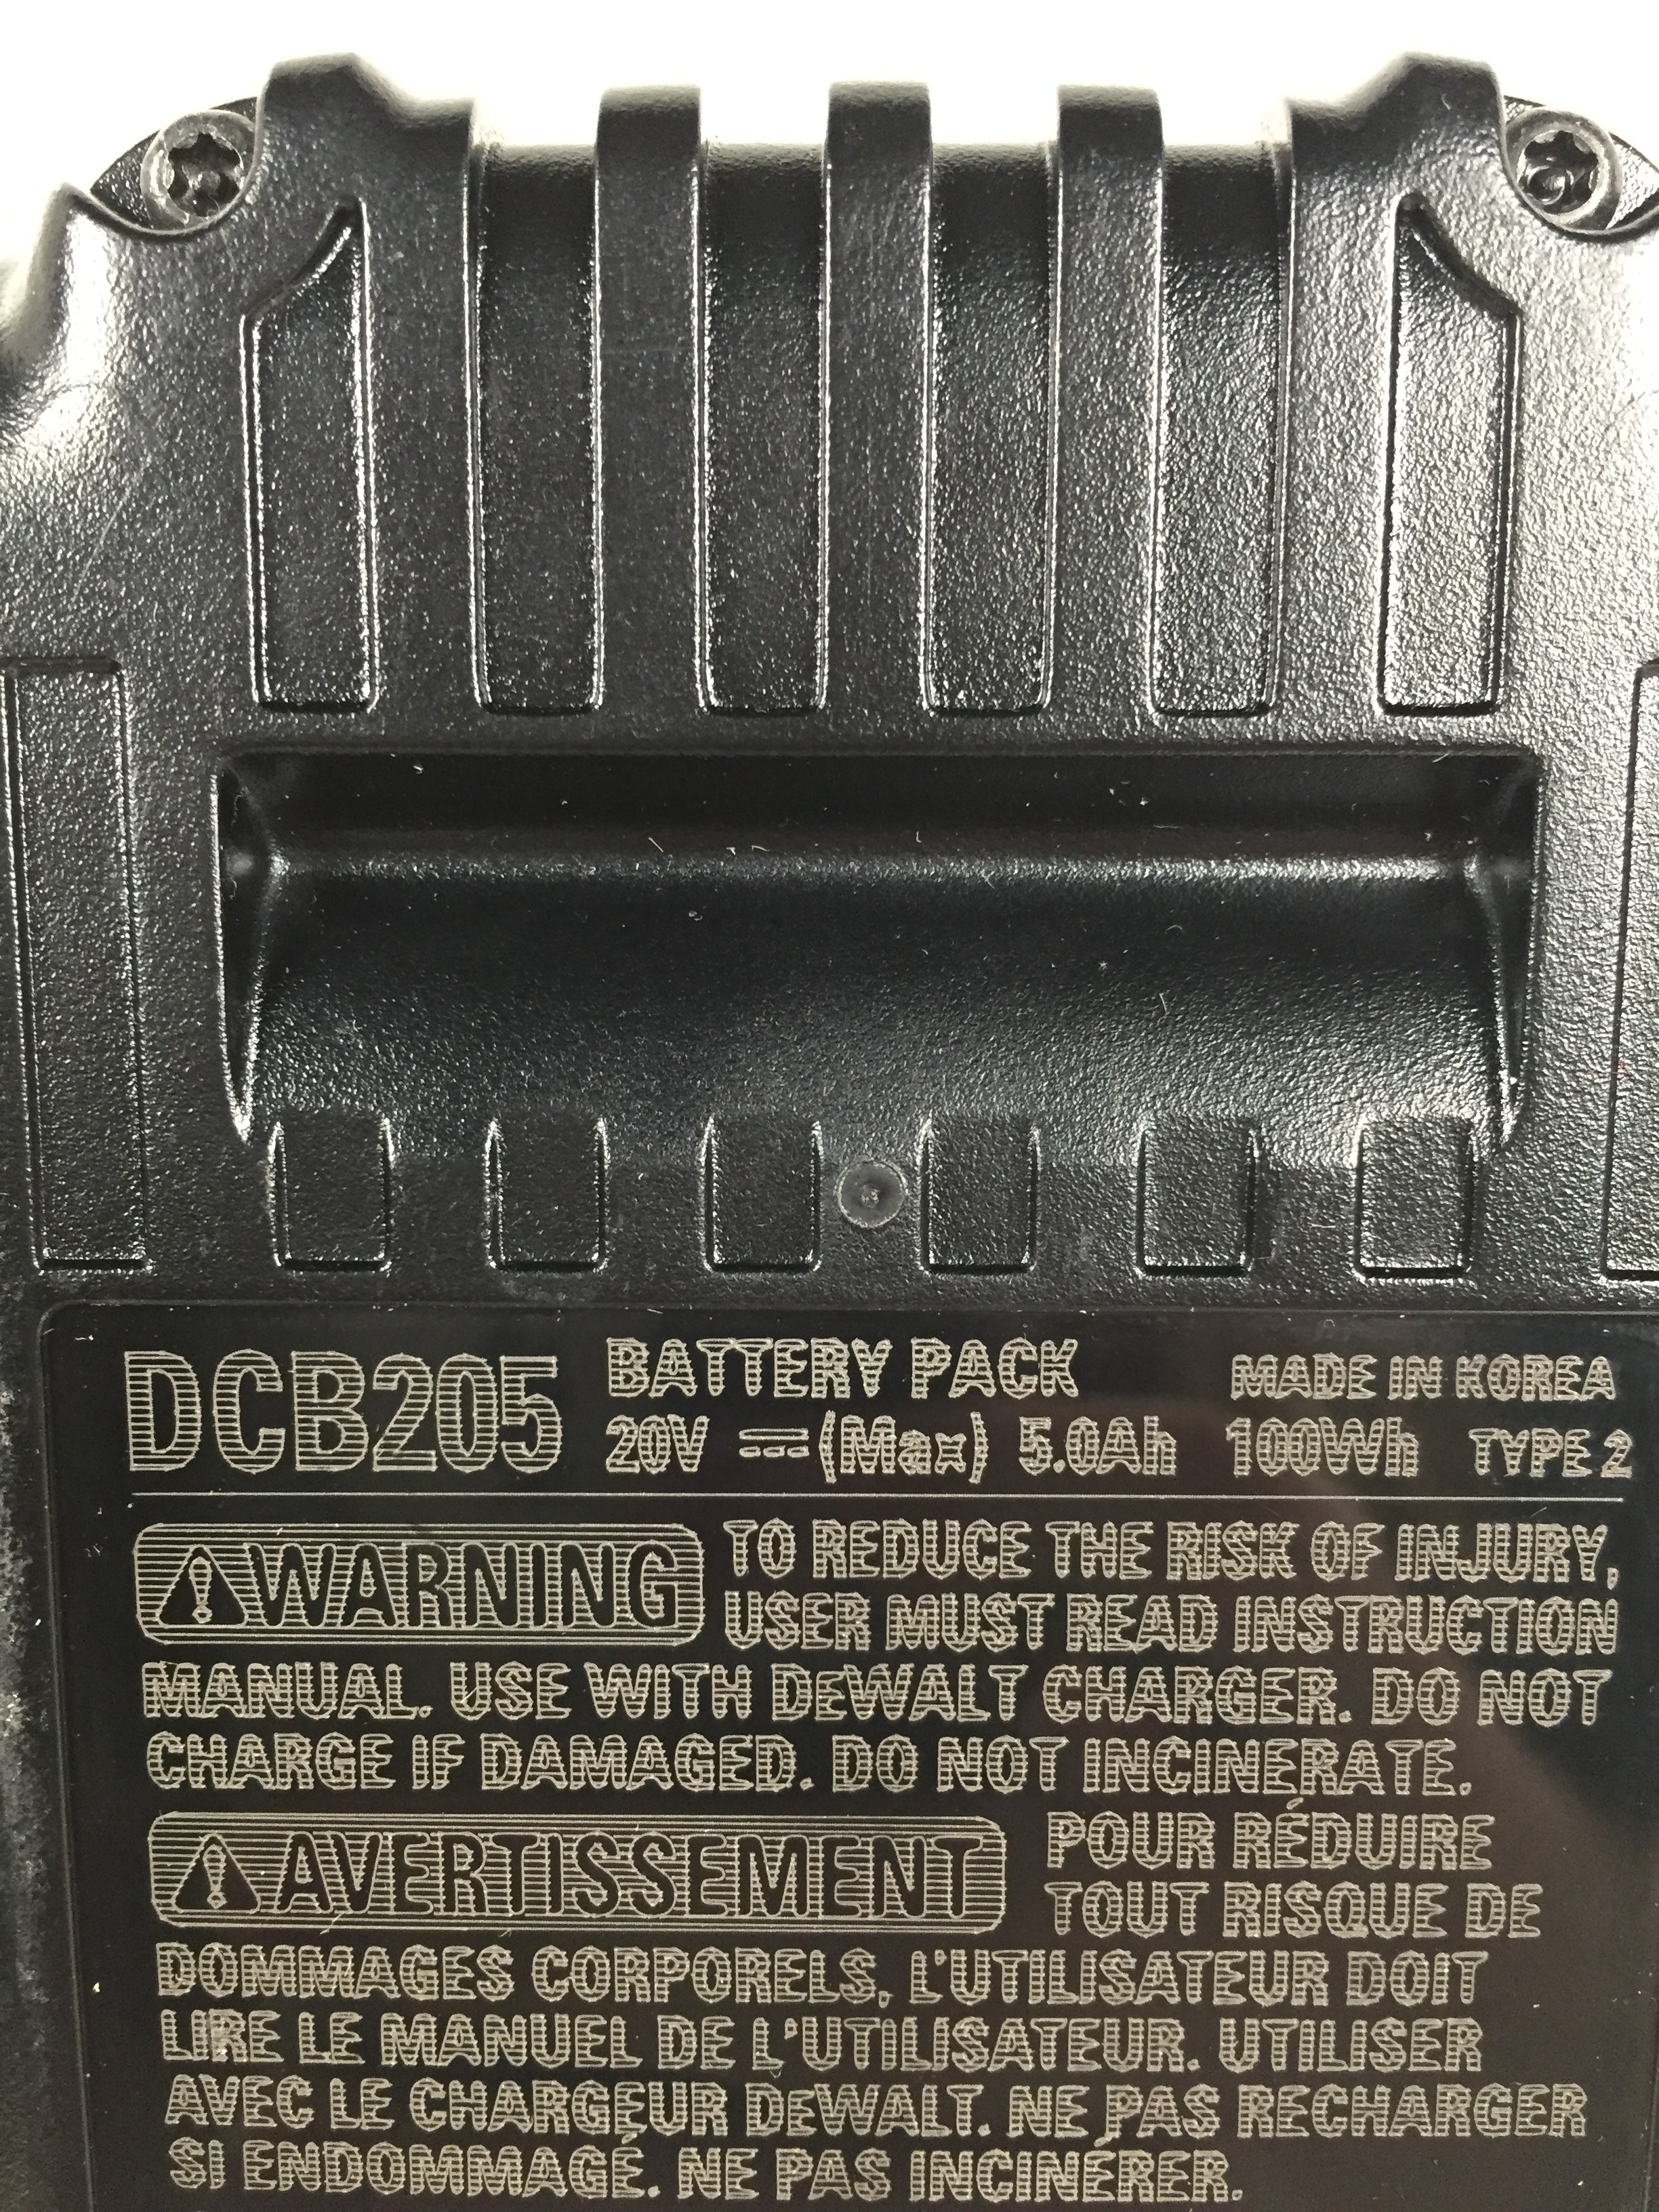 DCB205 BATTERY PACK MADE IN KOREA
20V ⎓ (Max) 5.0Ah 100Wh TYPE 2
⚠WARNING TO REDUCE THE RISK OF INJURY,
USER MUST READ INSTRUCTION
MANUAL. USE WITH DeWALT CHARGER. DO NOT
CHARGE IF DAMAGED. DO NOT INCINERATE.
⚠AVERTISSEMENT POUR RÉDUIRE
TOUT RISQUE DE
DOMMAGES CORPORELS, L'UTILISATEUR DOIT
LIRE LE MANUEL DE L'UTILISATEUR. UTILISER
AVEC LE CHARGEUR DeWALT. NE PAS RECHARGER
SI ENDOMMAGÉ. NE PAS INCINÉRER.